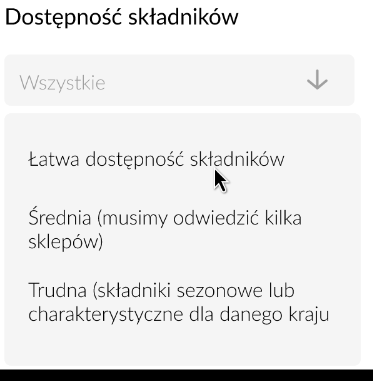 Dostępność składników
Wszystkie
Łatwa dostępność składników
Średnia (musimy odwiedzić kilka
sklepów)
Trudna (składniki sezonowe lub
charakterystyczne dla danego kraju